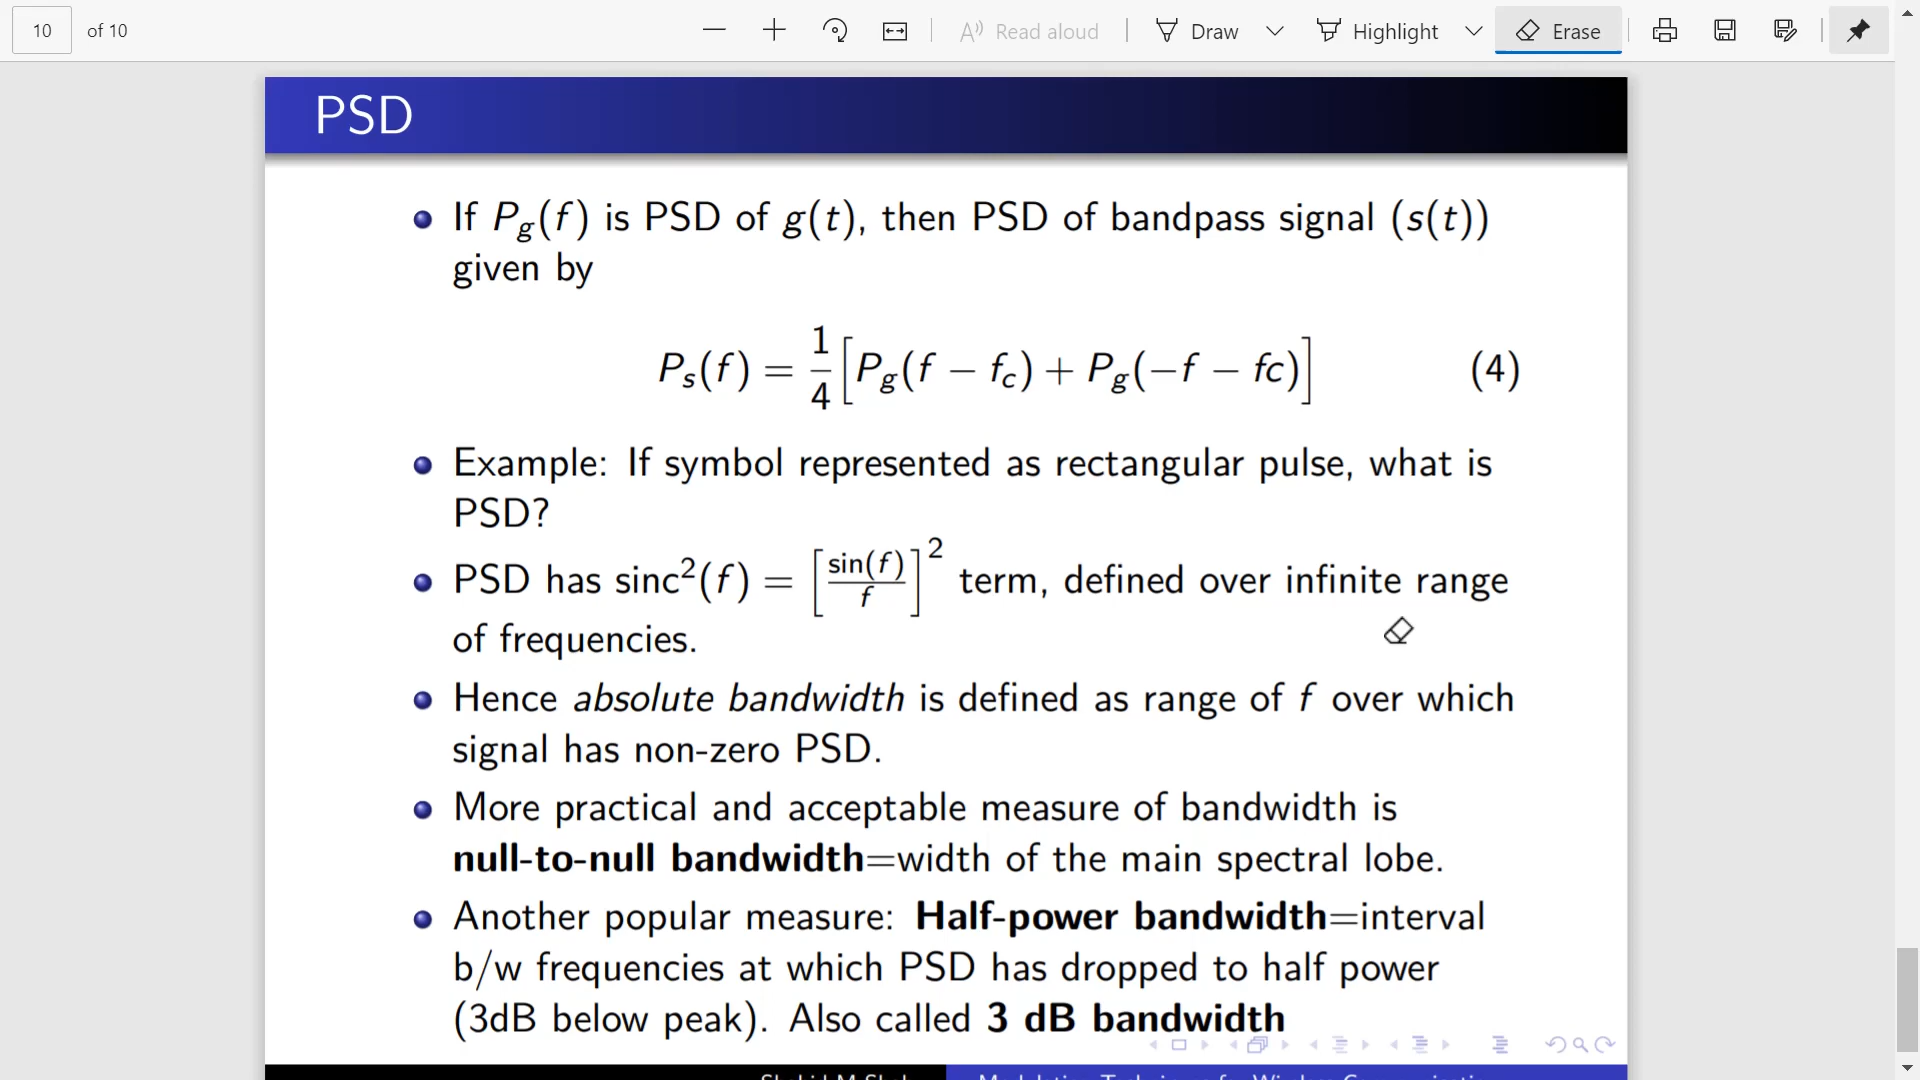 10 of 10 Read aloud Draw Highlight Erase
PSD
If P_g(f) is PSD of g(t), then PSD of bandpass signal (s(t))
given by
P_s(f) = 1/4 [P_g(f − f_c) + P_g(−f − fc)] (4)
Example: If symbol represented as rectangular pulse, what is
PSD?
PSD has sinc²(f) = [sin(f)/f]² term, defined over infinite range
of frequencies.
Hence absolute bandwidth is defined as range of f over which
signal has non-zero PSD.
More practical and acceptable measure of bandwidth is
null-to-null bandwidth=width of the main spectral lobe.
Another popular measure: Half-power bandwidth=interval
b/w frequencies at which PSD has dropped to half power
(3dB below peak). Also called 3 dB bandwidth